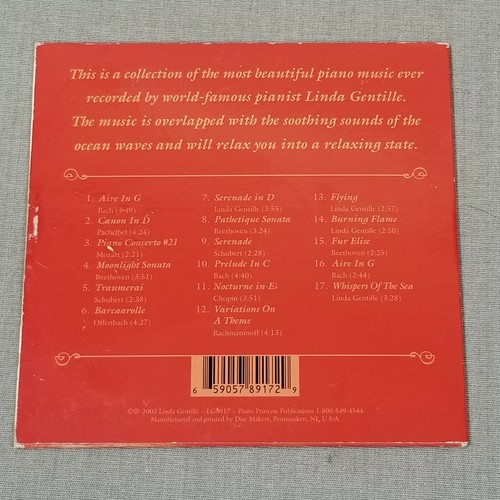 This is a collection of the most beautiful piano music ever
recorded by world-famous pianist Linda Gentille.
The music is overlapped with the soothing sounds of the
ocean waves and will relax you into a relaxing state.
1. Aire In G
Bach
2. Canon In D
Pachelbel (4:24)
3. Piano Concerto #21
Mozart (2:21)
4. Moonlight Sonata
Beethoven (3:51)
5. Traumerai
Schubert (2:38)
6. Barcaarolle
Offenbach (4:27)
7. Serenade in D
Linda Gentille (3:55)
8. Pathetique Sonata
Beethoven (3:24)
9. Serenade
Schubert (2:28)
10. Prelude In C
Bach (4:40)
11. Nocturne in E♭
Chopin (3:51)
12. Variations On
A Theme
Rachmaninoff (4:13)
13. Flying
Linda Gentille (2:57)
14. Burning Flame
Linda Gentille (2:50)
15. Fur Elise
Beethoven (2:25)
16. Aire In G
Bach (2:44)
17. Whispers Of The Sea
Linda Gentille (3:28)
6 59057 89172 9
©℗ 2003 Linda Gentille – LG8917 – Piano Princess Publications 1-800-549-4544
Manufactured and printed by Disc Makers, Pennsauken, NJ, U.S.A.